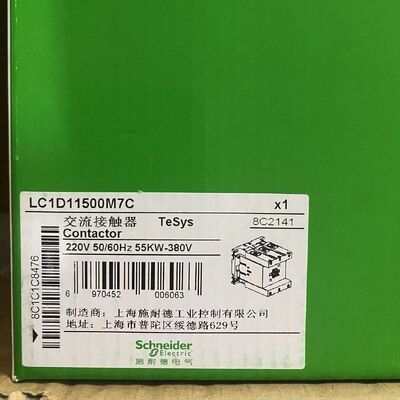 LC1D11500M7C x1
交流接触器 TeSys 8C2141
Contactor
220V 50/60Hz 55KW-380V
8C1C1C8476
6 970452 006063
制造商：上海施耐德工业控制有限公司
地址：上海市普陀区绥德路629号
Schneider
Electric
施耐德电气